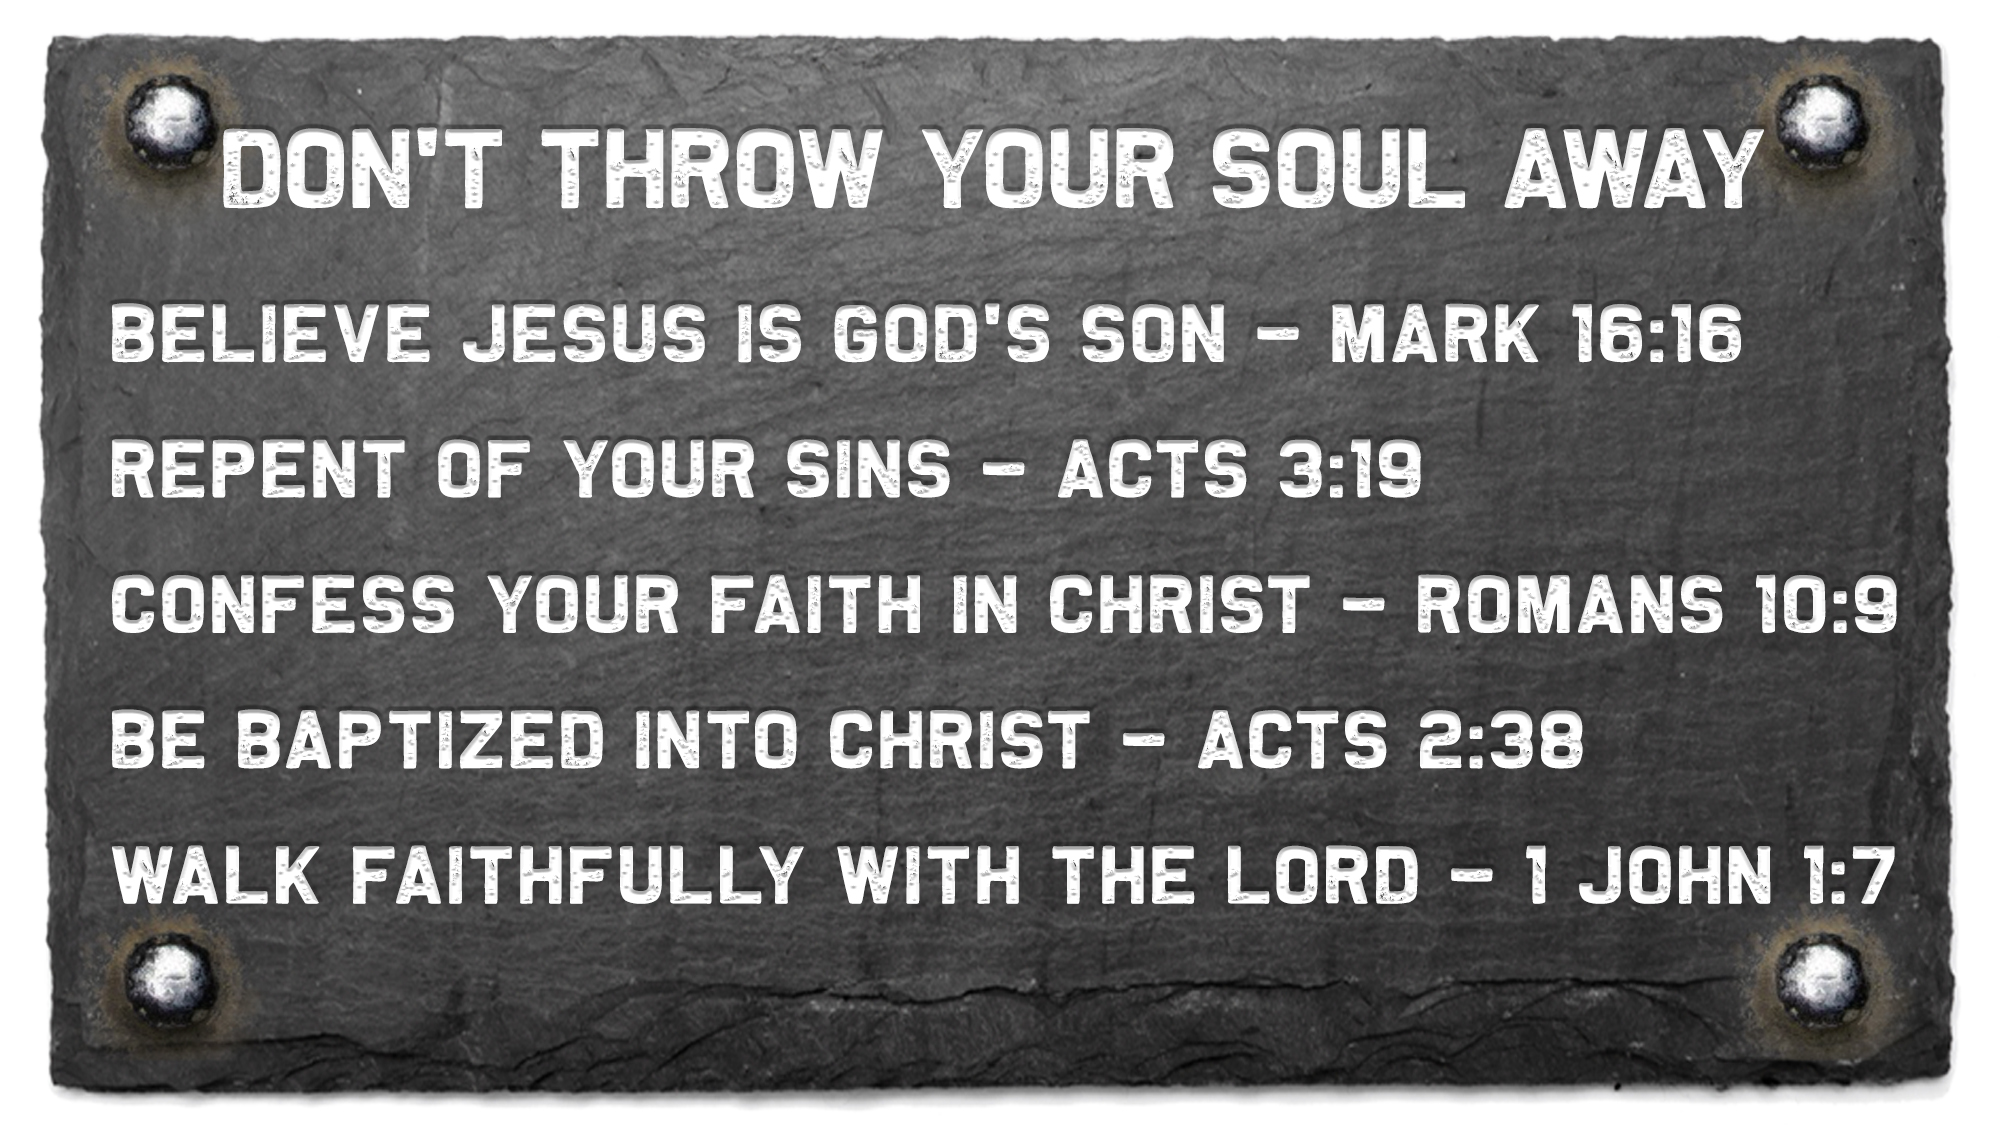 DON'T THROW YOUR SOUL AWAY
BELIEVE JESUS IS GOD'S SON - MARK 16:16
REPENT OF YOUR SINS - ACTS 3:19
CONFESS YOUR FAITH IN CHRIST - ROMANS 10:9
BE BAPTIZED INTO CHRIST - ACTS 2:38
WALK FAITHFULLY WITH THE LORD - 1 JOHN 1:7